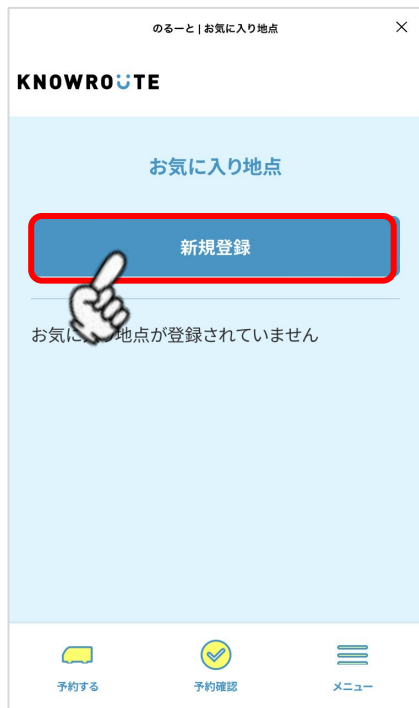 のるーと | お気に入り地点
KNOWROUTE
お気に入り地点
新規登録
お気に入り地点が登録されていません
予約する
予約確認
メニュー